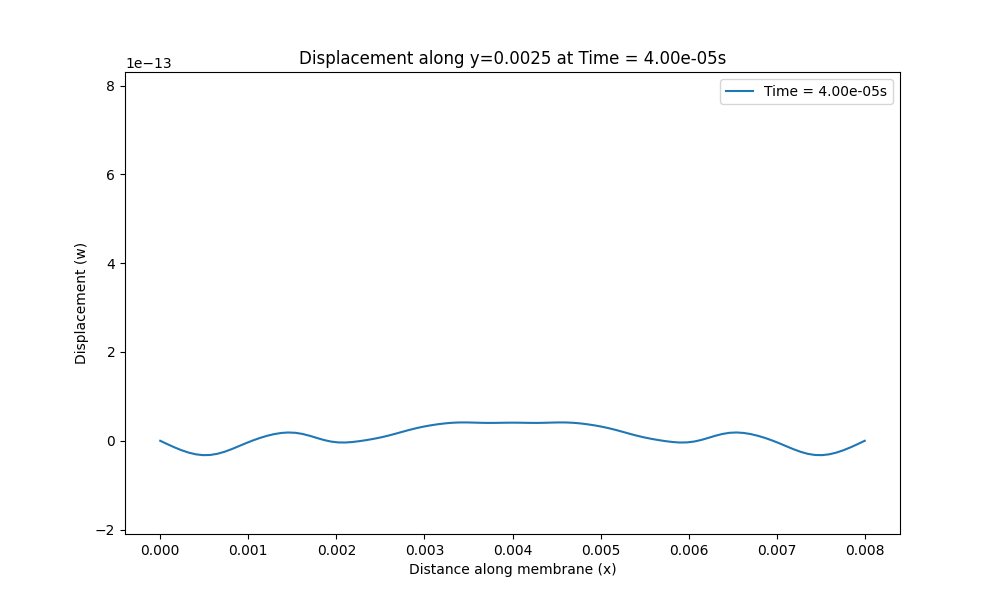 Displacement along y=0.0025 at Time = 4.00e-05s
1e−13
Time = 4.00e-05s
8
6
4
2
0
−2
Displacement (w)
0.000 0.001 0.002 0.003 0.004 0.005 0.006 0.007 0.008
Distance along membrane (x)